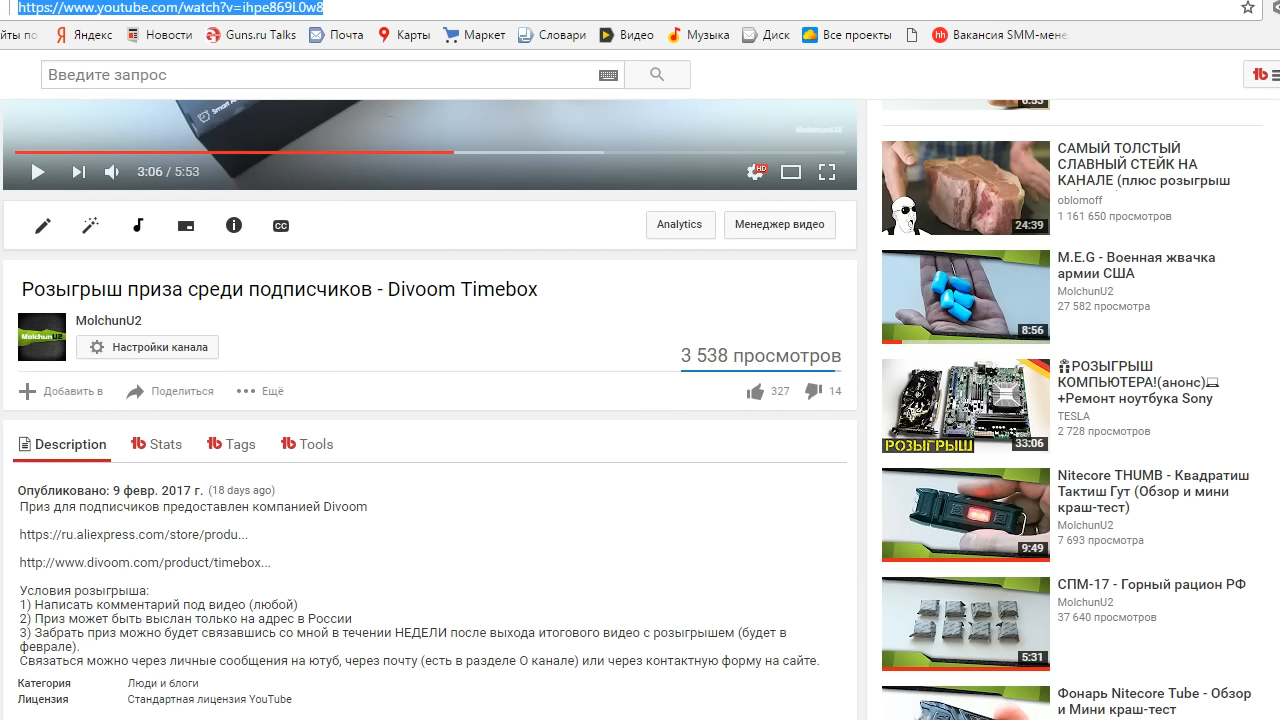 https://www.youtube.com/watch?v=ihpe869L0w8
йты по
Яндекс
Новости
Guns.ru Talks
Почта
Карты
Маркет
Словари
Видео
Музыка
Диск
Все проекты
hh
Вакансия SMM-мене
Введите запрос
Smart
MolchunU2
3:06 / 5:53
HD
CC
Analytics
Менеджер видео
Розыгрыш приза среди подписчиков - Divoom Timebox
MolchunU2
MolchunU2
Настройки канала
3 538 просмотров
Добавить в
Поделиться
Ещё
327
14
Description
Stats
Tags
Tools
Опубликовано: 9 февр. 2017 г. (18 days ago)
Приз для подписчиков предоставлен компанией Divoom
https://ru.aliexpress.com/store/produ...
http://www.divoom.com/product/timebox...
Условия розыгрыша:
1) Написать комментарий под видео (любой)
2) Приз может быть выслан только на адрес в России
3) Забрать приз можно будет связавшись со мной в течении НЕДЕЛИ после выхода итогового видео с розыгрышем (будет в
феврале).
Связаться можно через личные сообщения на ютуб, через почту (есть в разделе О канале) или через контактную форму на сайте.
Категория Люди и блоги
Лицензия Стандартная лицензия YouTube
6:53
САМЫЙ ТОЛСТЫЙ
СЛАВНЫЙ СТЕЙК НА
КАНАЛЕ (плюс розыгрыш
oblomoff
1 161 650 просмотров
24:39
M.E.G - Военная жвачка
армии США
MolchunU2
27 582 просмотра
8:56
РОЗЫГРЫШ
КОМПЬЮТЕРА!(анонс)
+Ремонт ноутбука Sony
TESLA
2 728 просмотров
РОЗЫГРЫШ
33:06
Nitecore THUMB - Квадратиш
Тактиш Гут (Обзор и мини
краш-тест)
MolchunU2
7 693 просмотра
9:49
СПМ-17 - Горный рацион РФ
MolchunU2
37 640 просмотров
5:31
Фонарь Nitecore Tube - Обзор
и Мини краш-тест